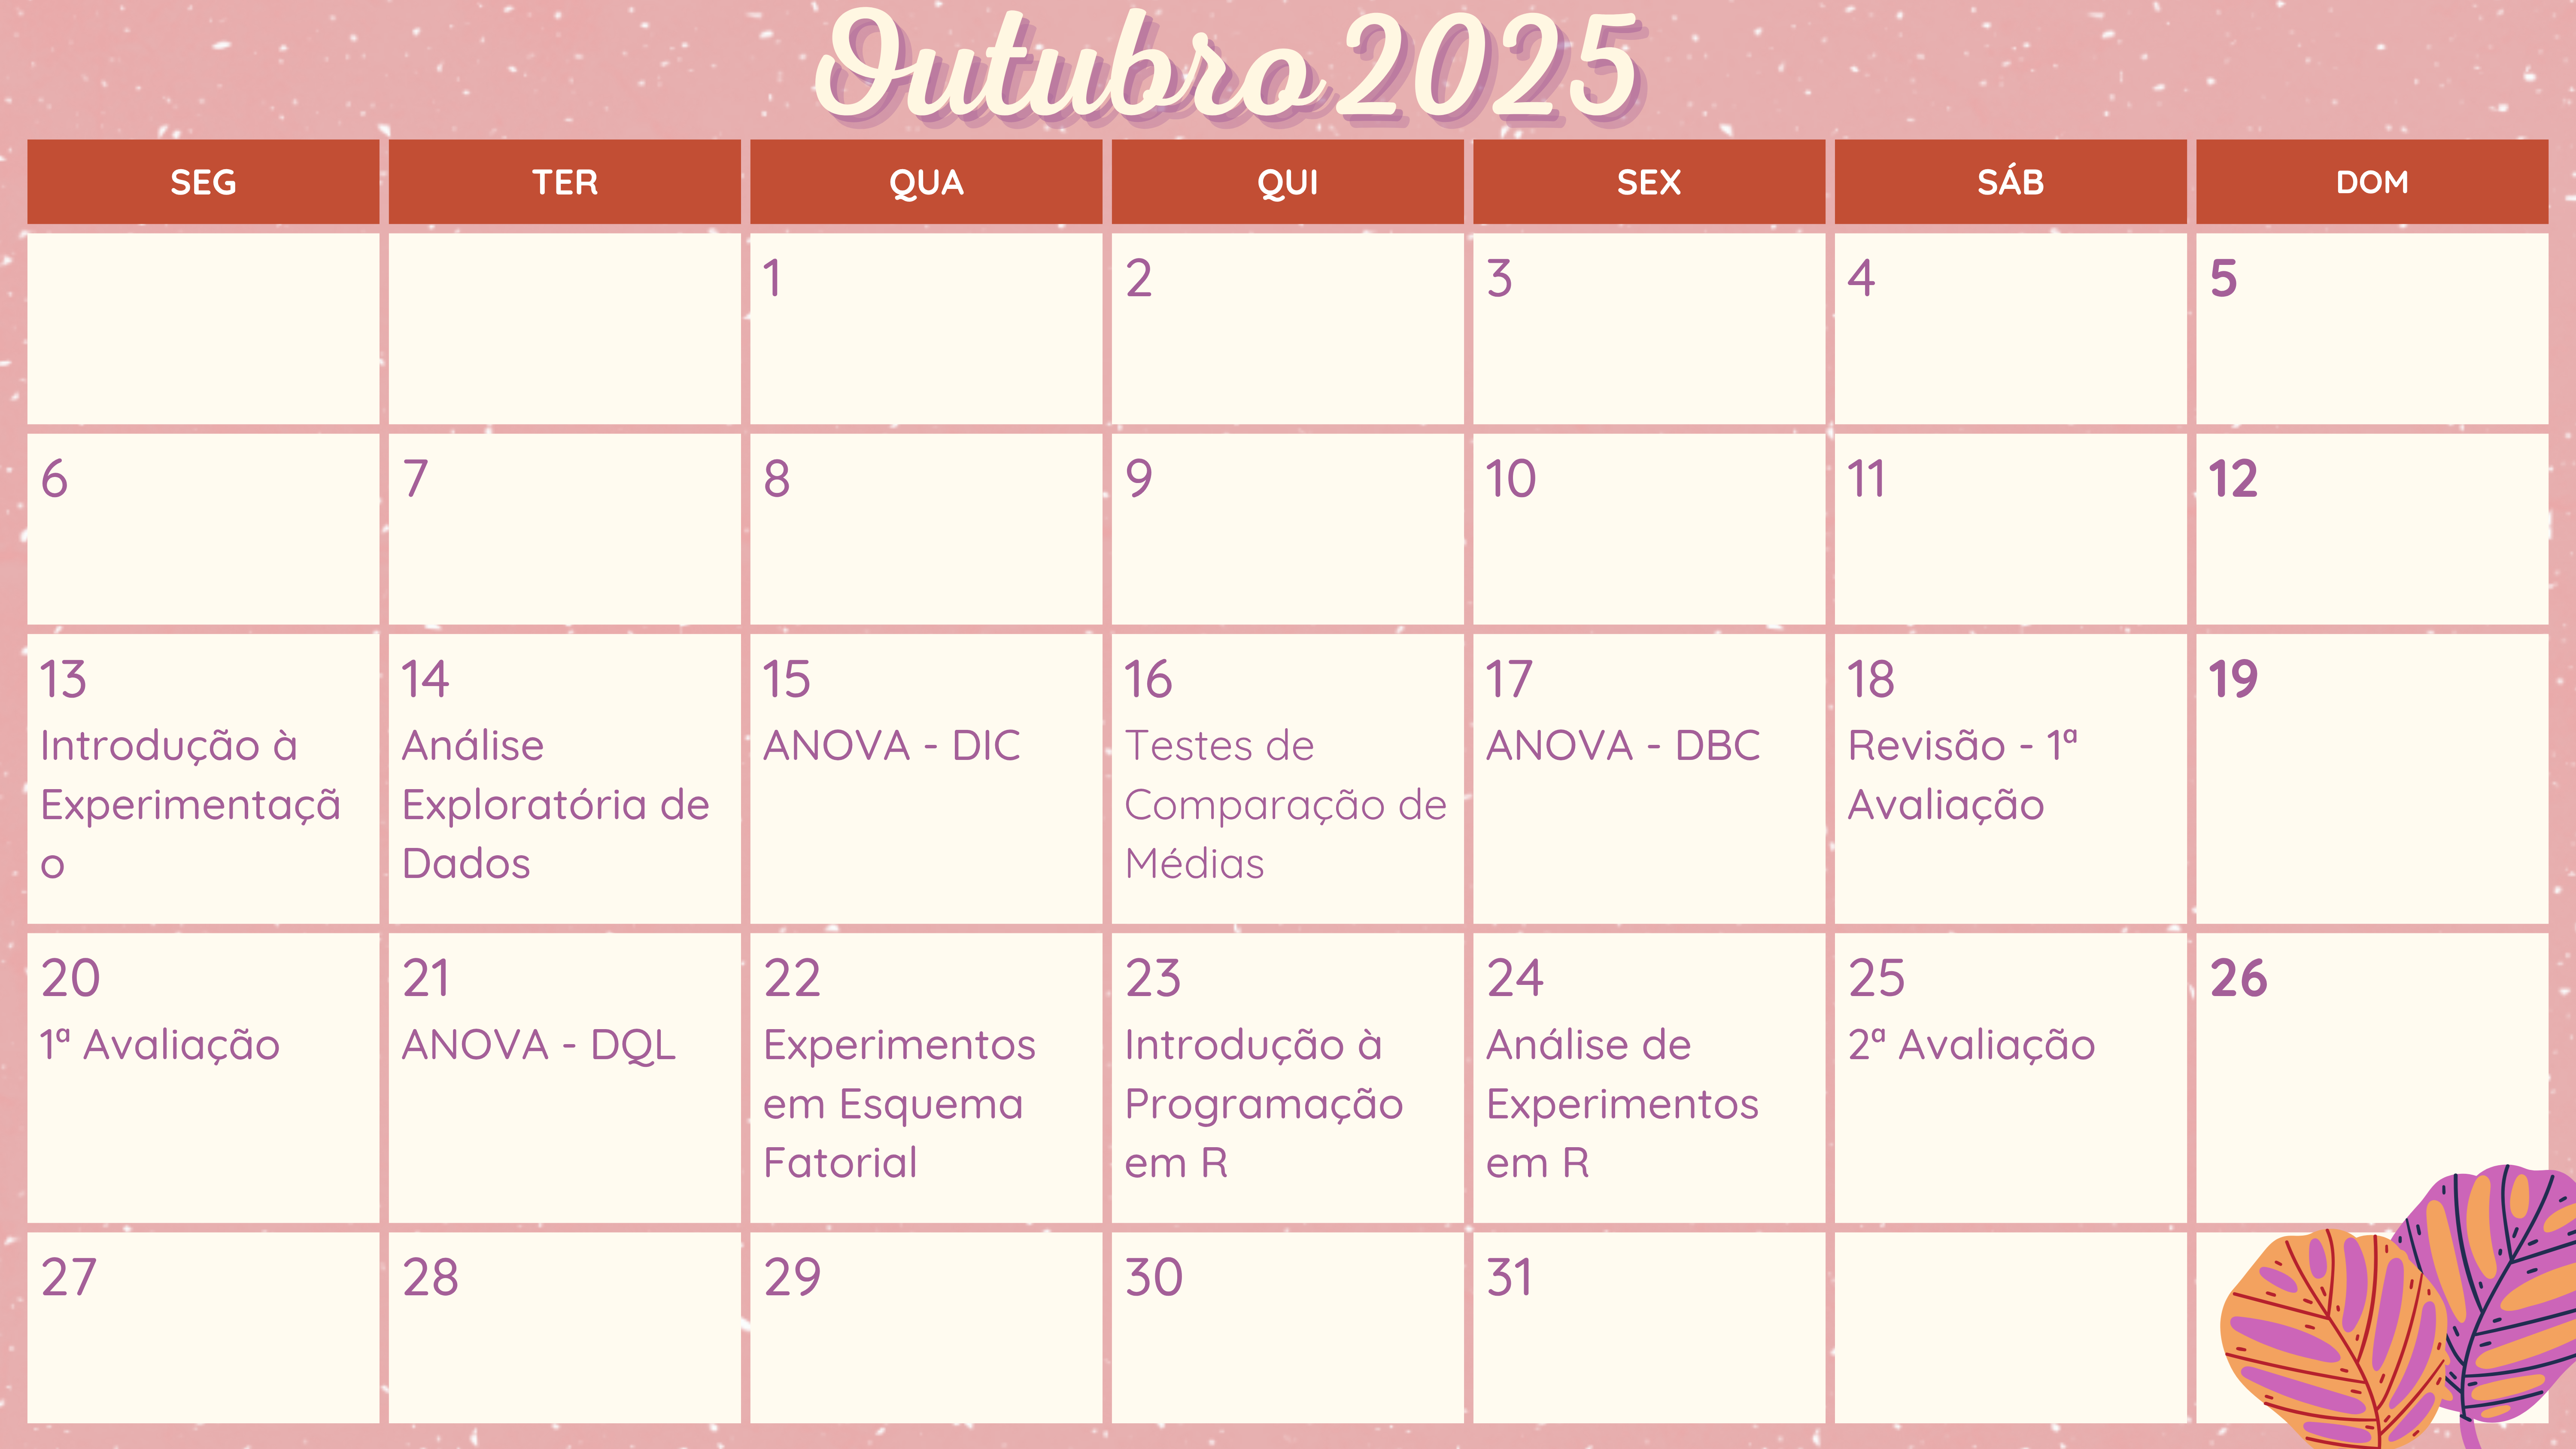 Outubro 2025
SEG TER QUA QUI SEX SÁB DOM
1 2 3 4 5
6 7 8 9 10 11 12
13
Introdução à
Experimentaçã
o
14
Análise
Exploratória de
Dados
15
ANOVA - DIC
16
Testes de
Comparação de
Médias
17
ANOVA - DBC
18
Revisão - 1ª
Avaliação
19
20
1ª Avaliação
21
ANOVA - DQL
22
Experimentos
em Esquema
Fatorial
23
Introdução à
Programação
em R
24
Análise de
Experimentos
em R
25
2ª Avaliação
26
27 28 29 30 31